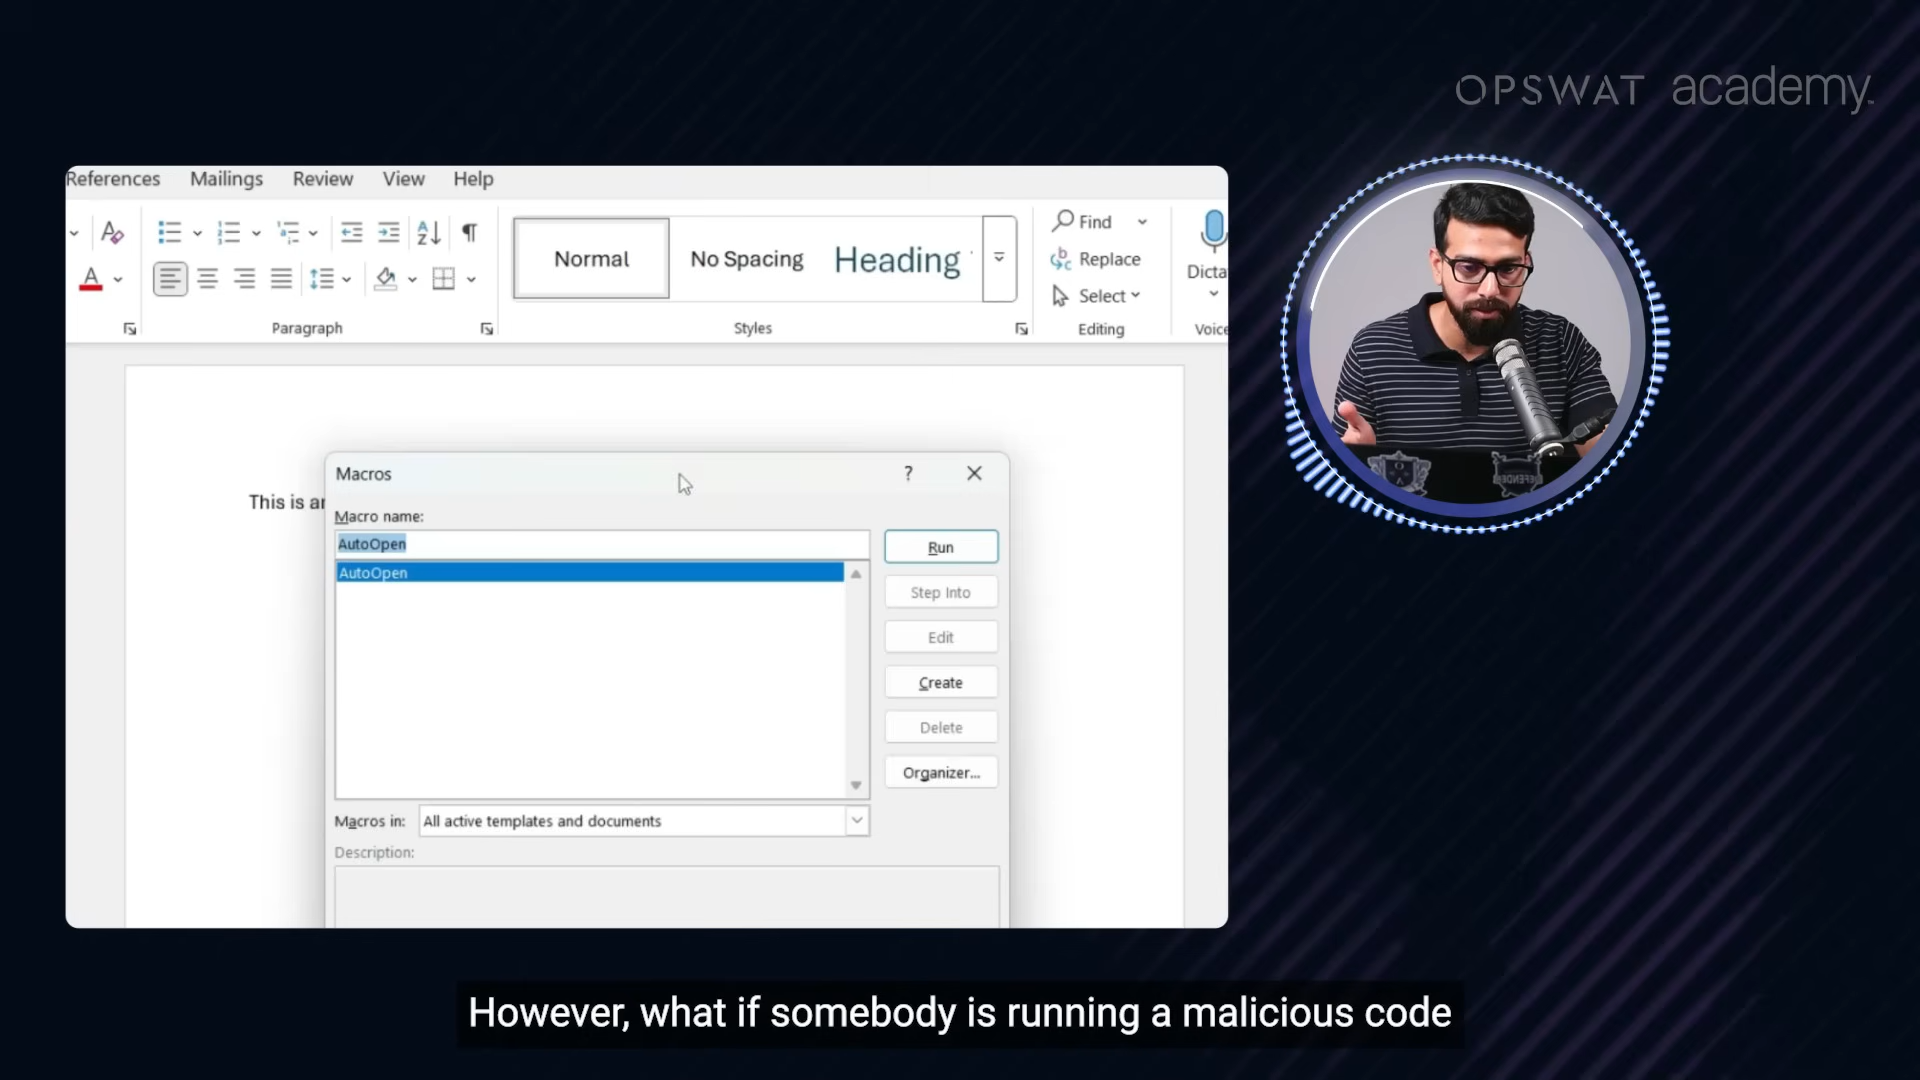 OPSWAT academy
References Mailings Review View Help
Find
Replace
Select
Normal No Spacing Heading
Paragraph Styles Editing
This is
Macros
Macro name:
AutoOpen
AutoOpen
Run
Step Into
Edit
Create
Delete
Organizer...
Macros in: All active templates and documents
Description:
However, what if somebody is running a malicious code